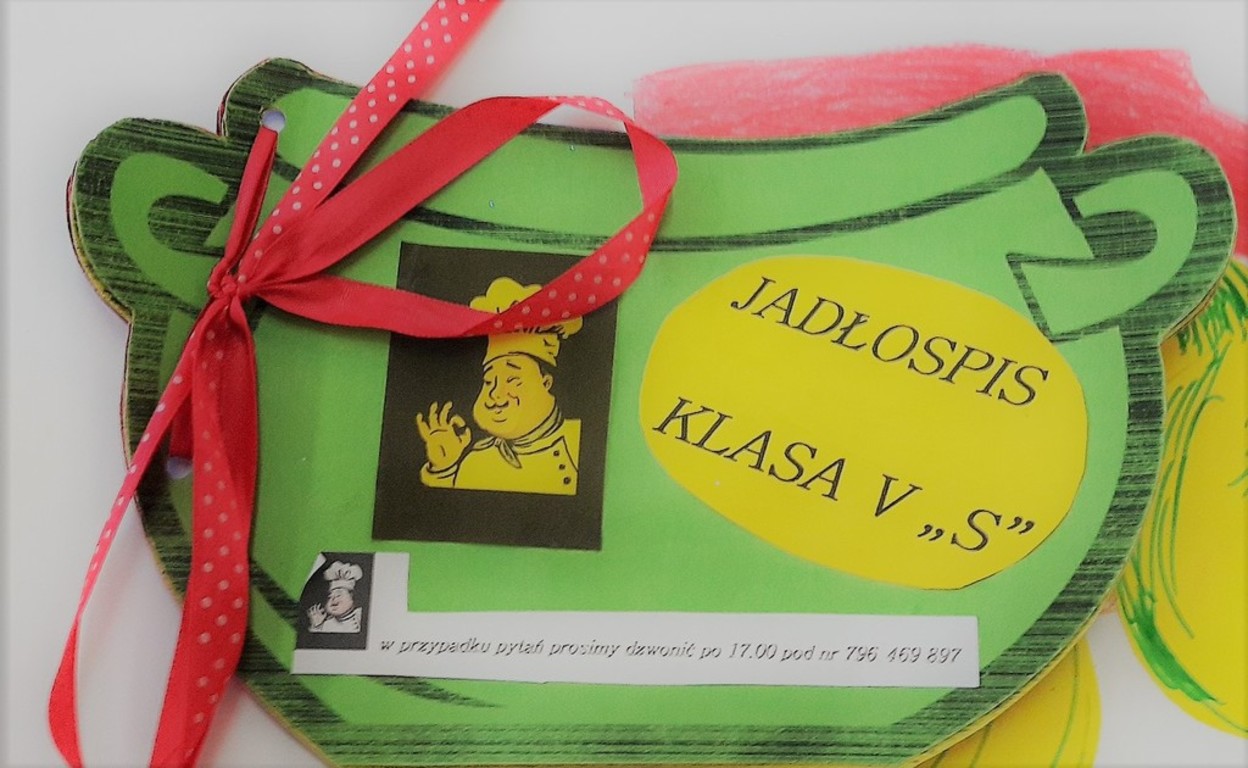 JADŁOSPIS
KLASA V „S”
w przypadku pytań prosimy dzwonić po 17.00 pod nr 796 469 897